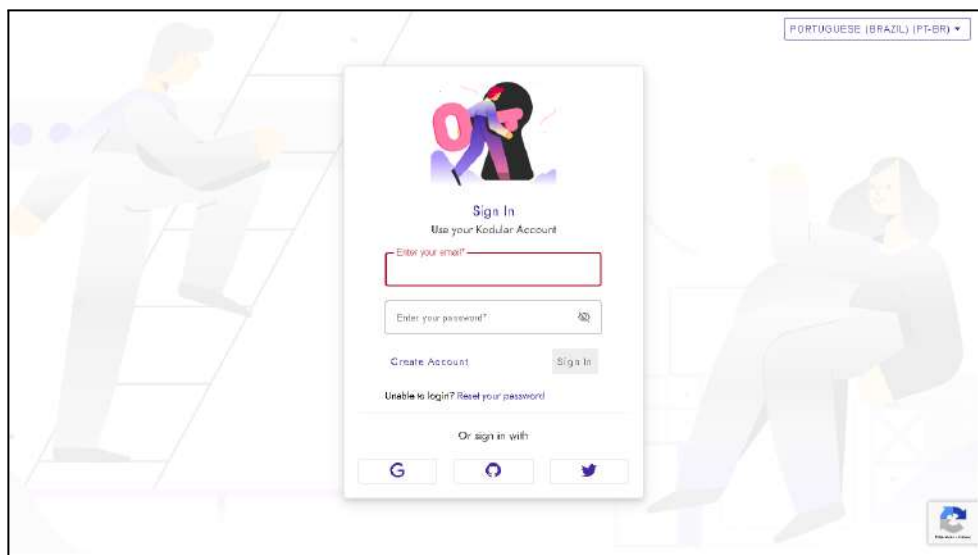 PORTUGUESE (BRAZIL) (PT-BR)
Sign In
Use your Kodular Account
Enter your email*
Enter your password*
Create Account
Sign In
Unable to login? Reset your password
Or sign in with